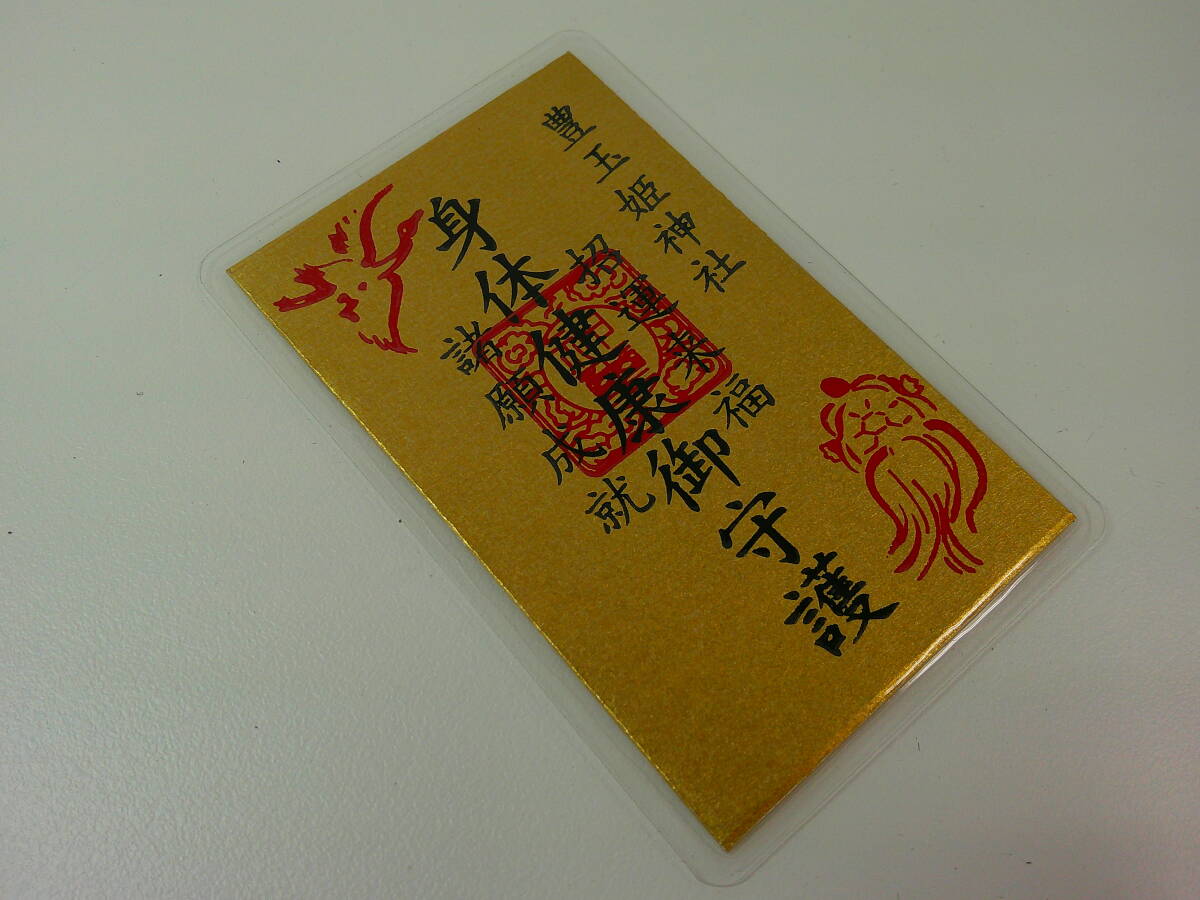 豊玉姫神社
招運来福
身体健康御守護
諸願成就